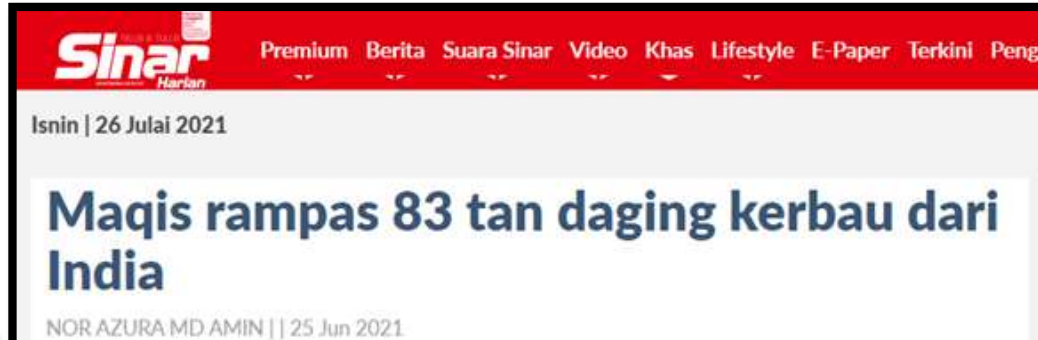 Sinar
Harian
Premium Berita Suara Sinar Video Khas Lifestyle E-Paper Terkini Peng
Isnin | 26 Julai 2021
Maqis rampas 83 tan daging kerbau dari
India
NOR AZURA MD AMIN | | 25 Jun 2021